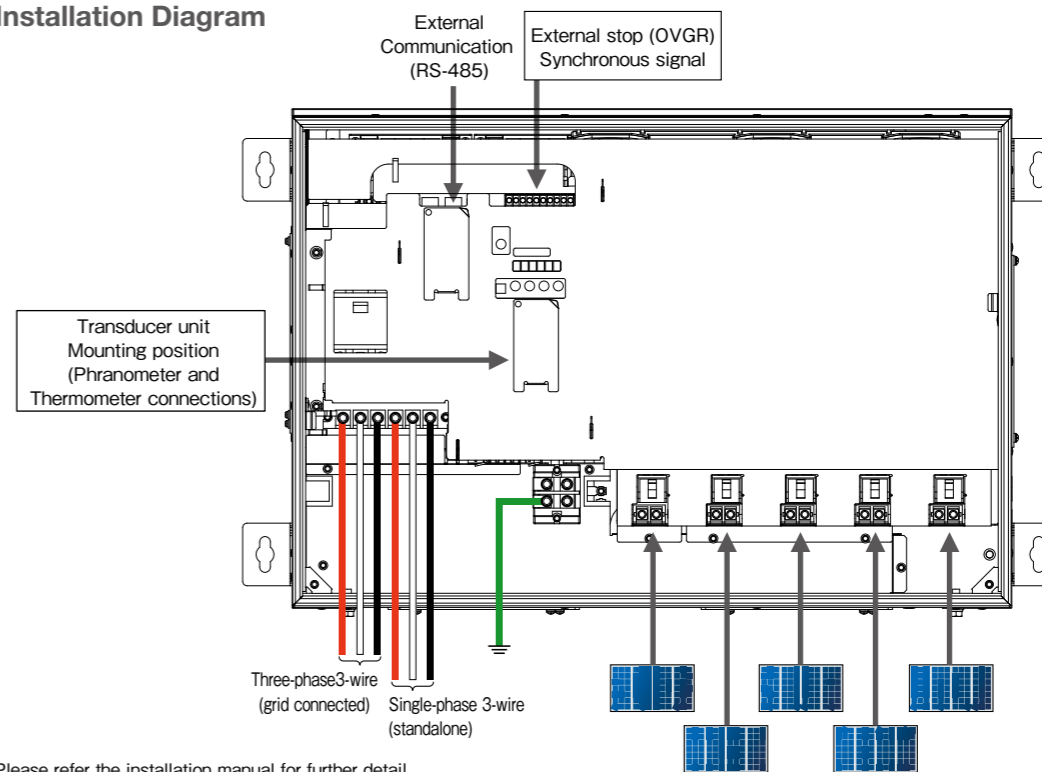 Installation Diagram
External
Communication
(RS-485)
External stop (OVGR)
Synchronous signal
Transducer unit
Mounting position
(Phranometer and
Thermometer connections)
Three-phase3-wire
(grid connected)
Single-phase 3-wire
(standalone)
Please refer the installation manual for further detail